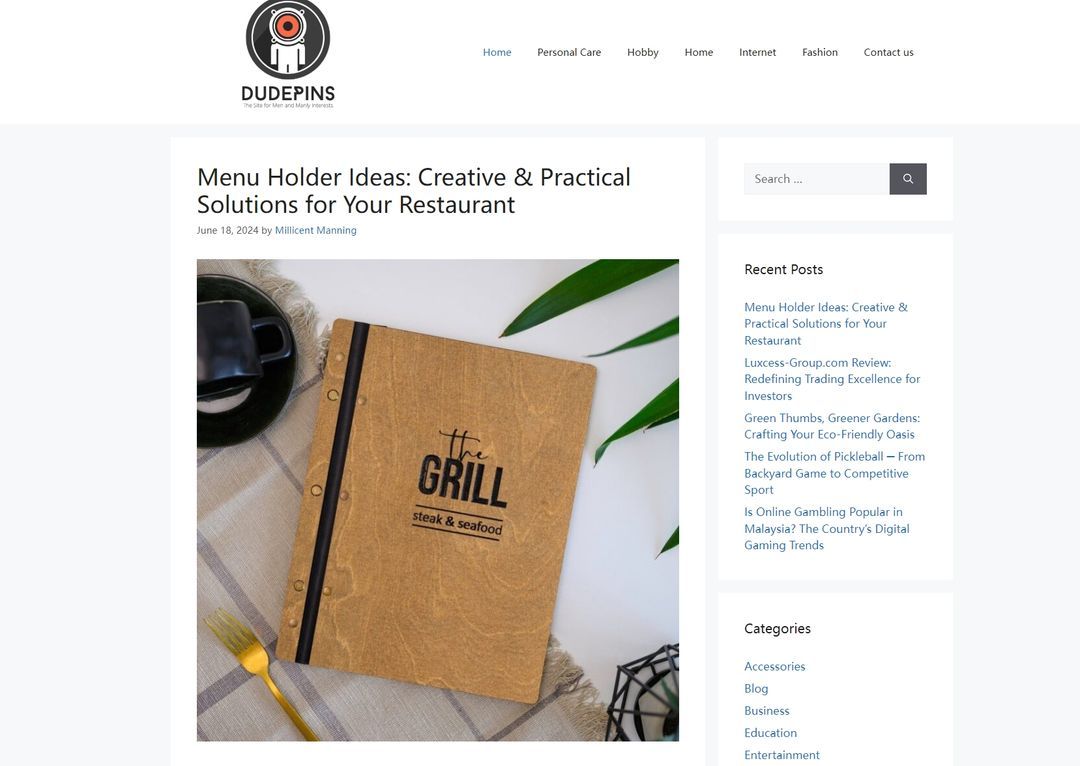 DUDEPINS
The Site for Men and Manly Interests
Home
Personal Care
Hobby
Home
Internet
Fashion
Contact us
Menu Holder Ideas: Creative & Practical
Solutions for Your Restaurant
June 18, 2024 by Millicent Manning
the
GRILL
steak & seafood
Search …
Recent Posts
Menu Holder Ideas: Creative &
Practical Solutions for Your
Restaurant
Luxcess-Group.com Review:
Redefining Trading Excellence for
Investors
Green Thumbs, Greener Gardens:
Crafting Your Eco-Friendly Oasis
The Evolution of Pickleball – From
Backyard Game to Competitive
Sport
Is Online Gambling Popular in
Malaysia? The Country’s Digital
Gaming Trends
Categories
Accessories
Blog
Business
Education
Entertainment